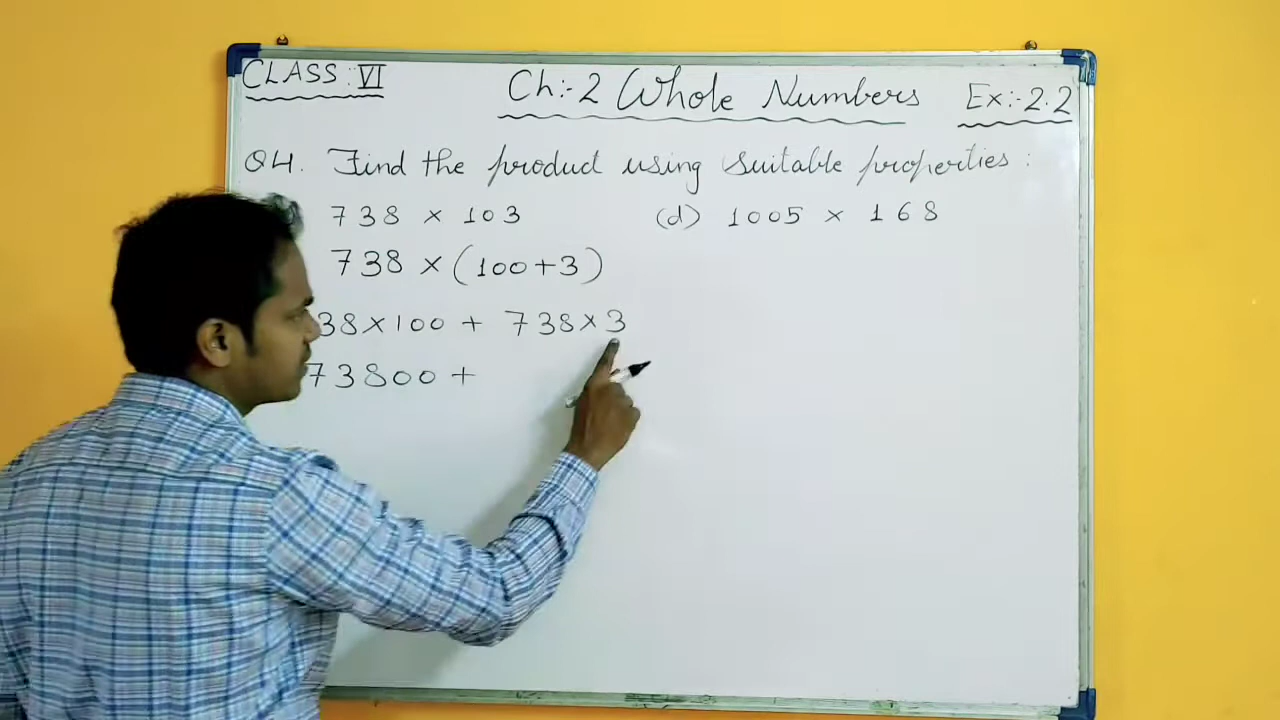 CLASS : VI Ch:- 2 Whole Numbers Ex:- 2.2
Q4. Find the product using Suitable properties :
738 × 103 (d) 1005 × 168
738 × (100+3)
38×100 + 738×3
73800 +